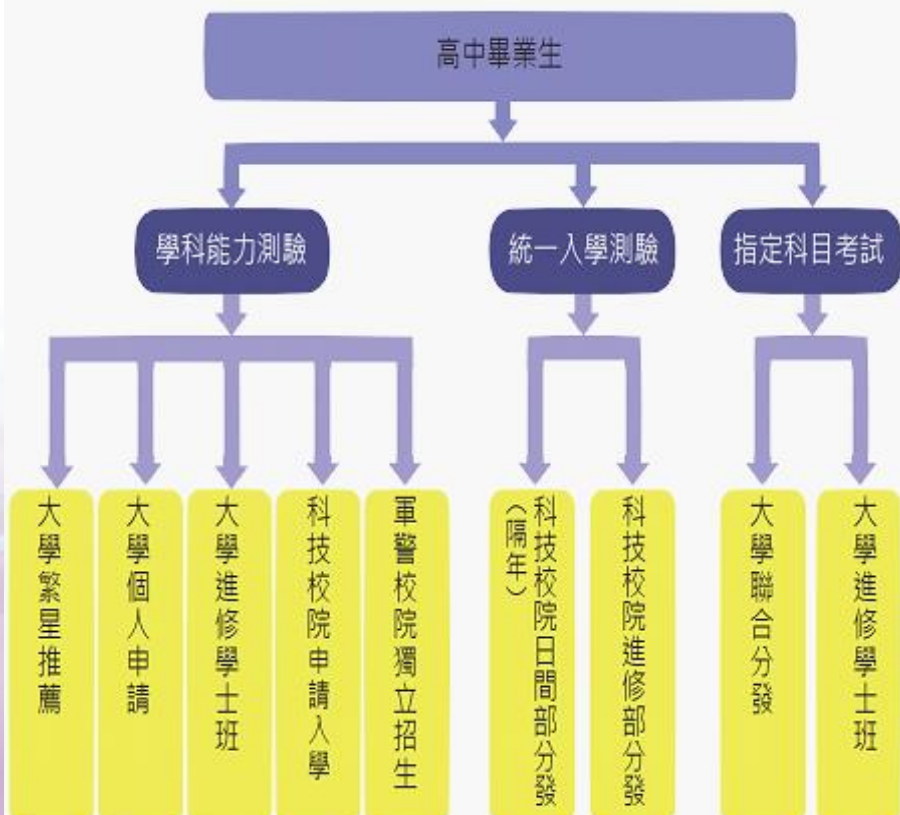 高中畢業生
學科能力測驗
統一入學測驗
指定科目考試
大學繁星推薦
大學個人申請
大學進修學士班
科技校院申請入學
軍警校院獨立招生
科技校院日間部分發
（隔年）
科技校院進修部分發
大學聯合分發
大學進修學士班